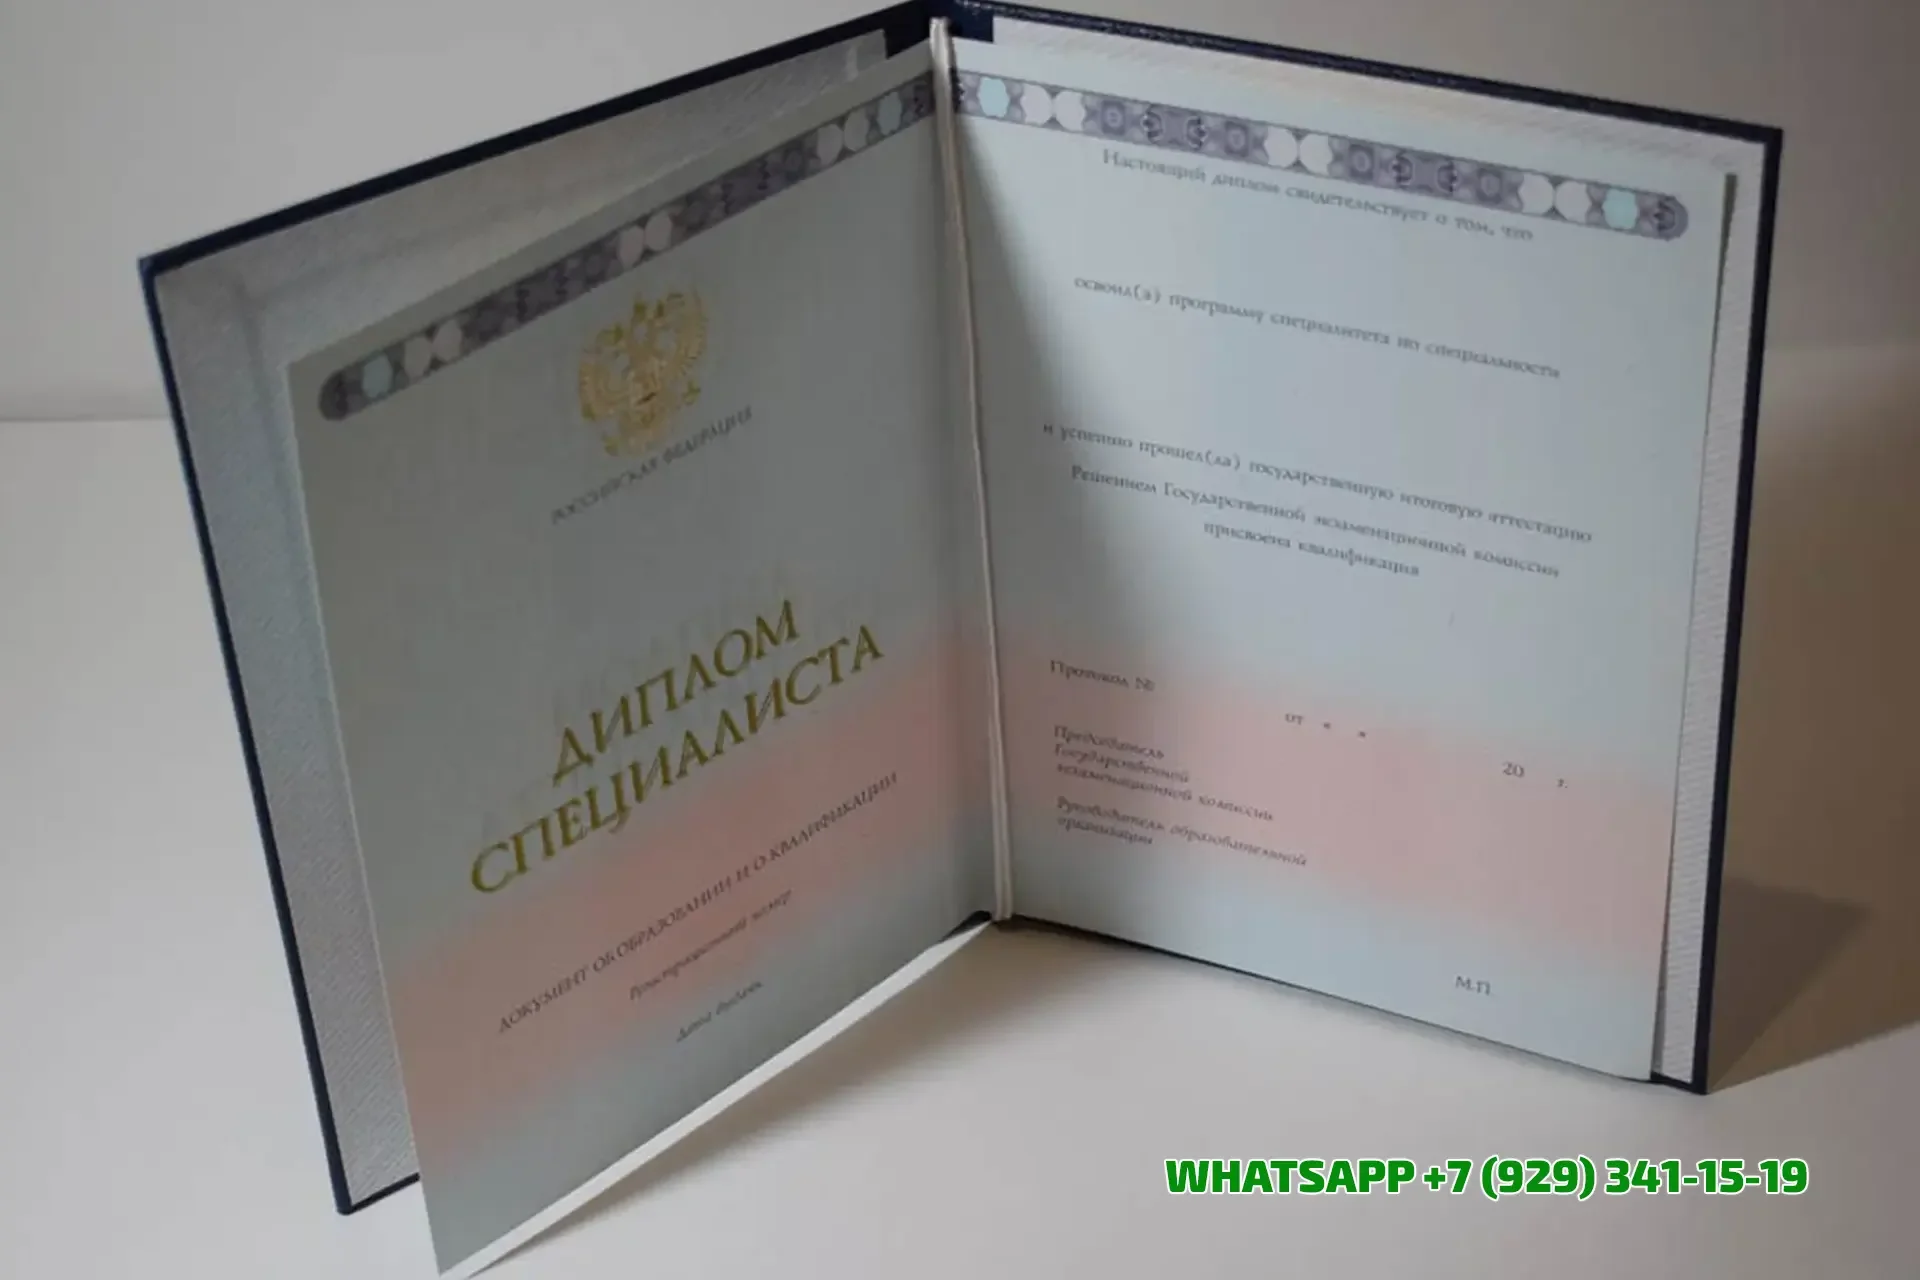 РОССИЙСКАЯ ФЕДЕРАЦИЯ
ДИПЛОМ
СПЕЦИАЛИСТА
ДОКУМЕНТ ОБ ОБРАЗОВАНИИ И О КВАЛИФИКАЦИИ
Регистрационный номер
Дата выдачи
Настоящий диплом свидетельствует о том, что
освоил(а) программу специалитета по специальности
и успешно прошел(ла) государственную итоговую аттестацию
Решением Государственной экзаменационной комиссии
присвоена квалификация
Протокол №
от « »
20 г.
Председатель
Государственной
экзаменационной комиссии
Руководитель образовательной
организации
М.П.
WHATSAPP +7 (929) 341-15-19